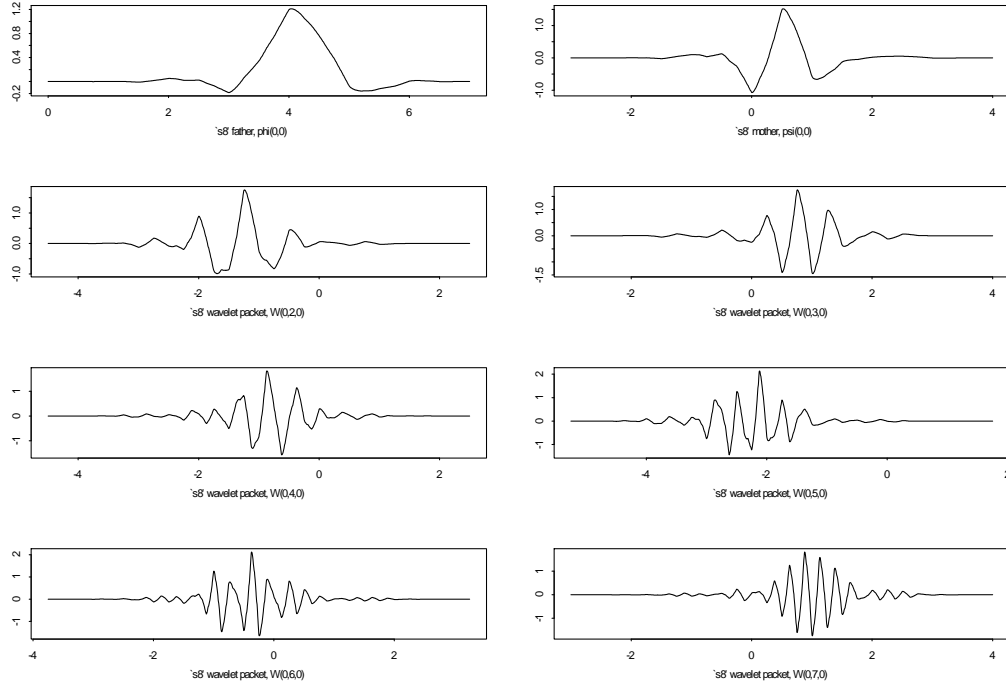 -0.2 0.4 0.8 1.2
0 2 4 6
`s8' father, phi(0,0)
-1.0 0.0 1.0
-2 0 2 4
`s8' mother, psi(0,0)
-1.0 0.0 1.0
-4 -2 0 2
`s8' wavelet packet, W(0,2,0)
-1.5 0.0 1.0
-2 0 2 4
`s8' wavelet packet, W(0,3,0)
-1 0 1
-4 -2 0 2
`s8' wavelet packet, W(0,4,0)
-1 0 1 2
-4 -2 0 2
`s8' wavelet packet, W(0,5,0)
-1 0 1 2
-4 -2 0 2
`s8' wavelet packet, W(0,6,0)
-1 0 1
-2 0 2 4
`s8' wavelet packet, W(0,7,0)